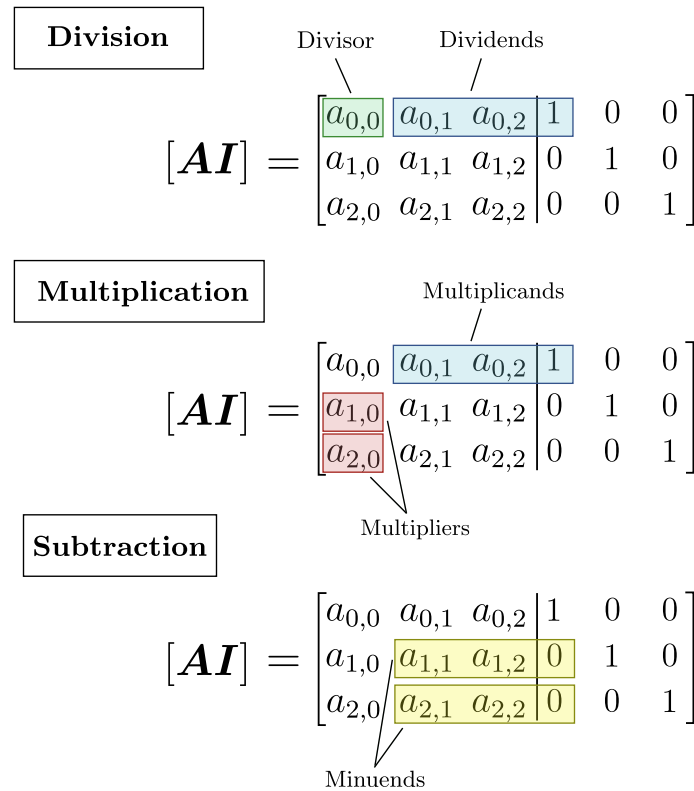 Division
Divisor Dividends
[AI] = [ a0,0 a0,1 a0,2 | 1 0 0
a1,0 a1,1 a1,2 | 0 1 0
a2,0 a2,1 a2,2 | 0 0 1 ]
Multiplication
Multiplicands
[AI] = [ a0,0 a0,1 a0,2 | 1 0 0
a1,0 a1,1 a1,2 | 0 1 0
a2,0 a2,1 a2,2 | 0 0 1 ]
Multipliers
Subtraction
[AI] = [ a0,0 a0,1 a0,2 | 1 0 0
a1,0 a1,1 a1,2 | 0 1 0
a2,0 a2,1 a2,2 | 0 0 1 ]
Minuends